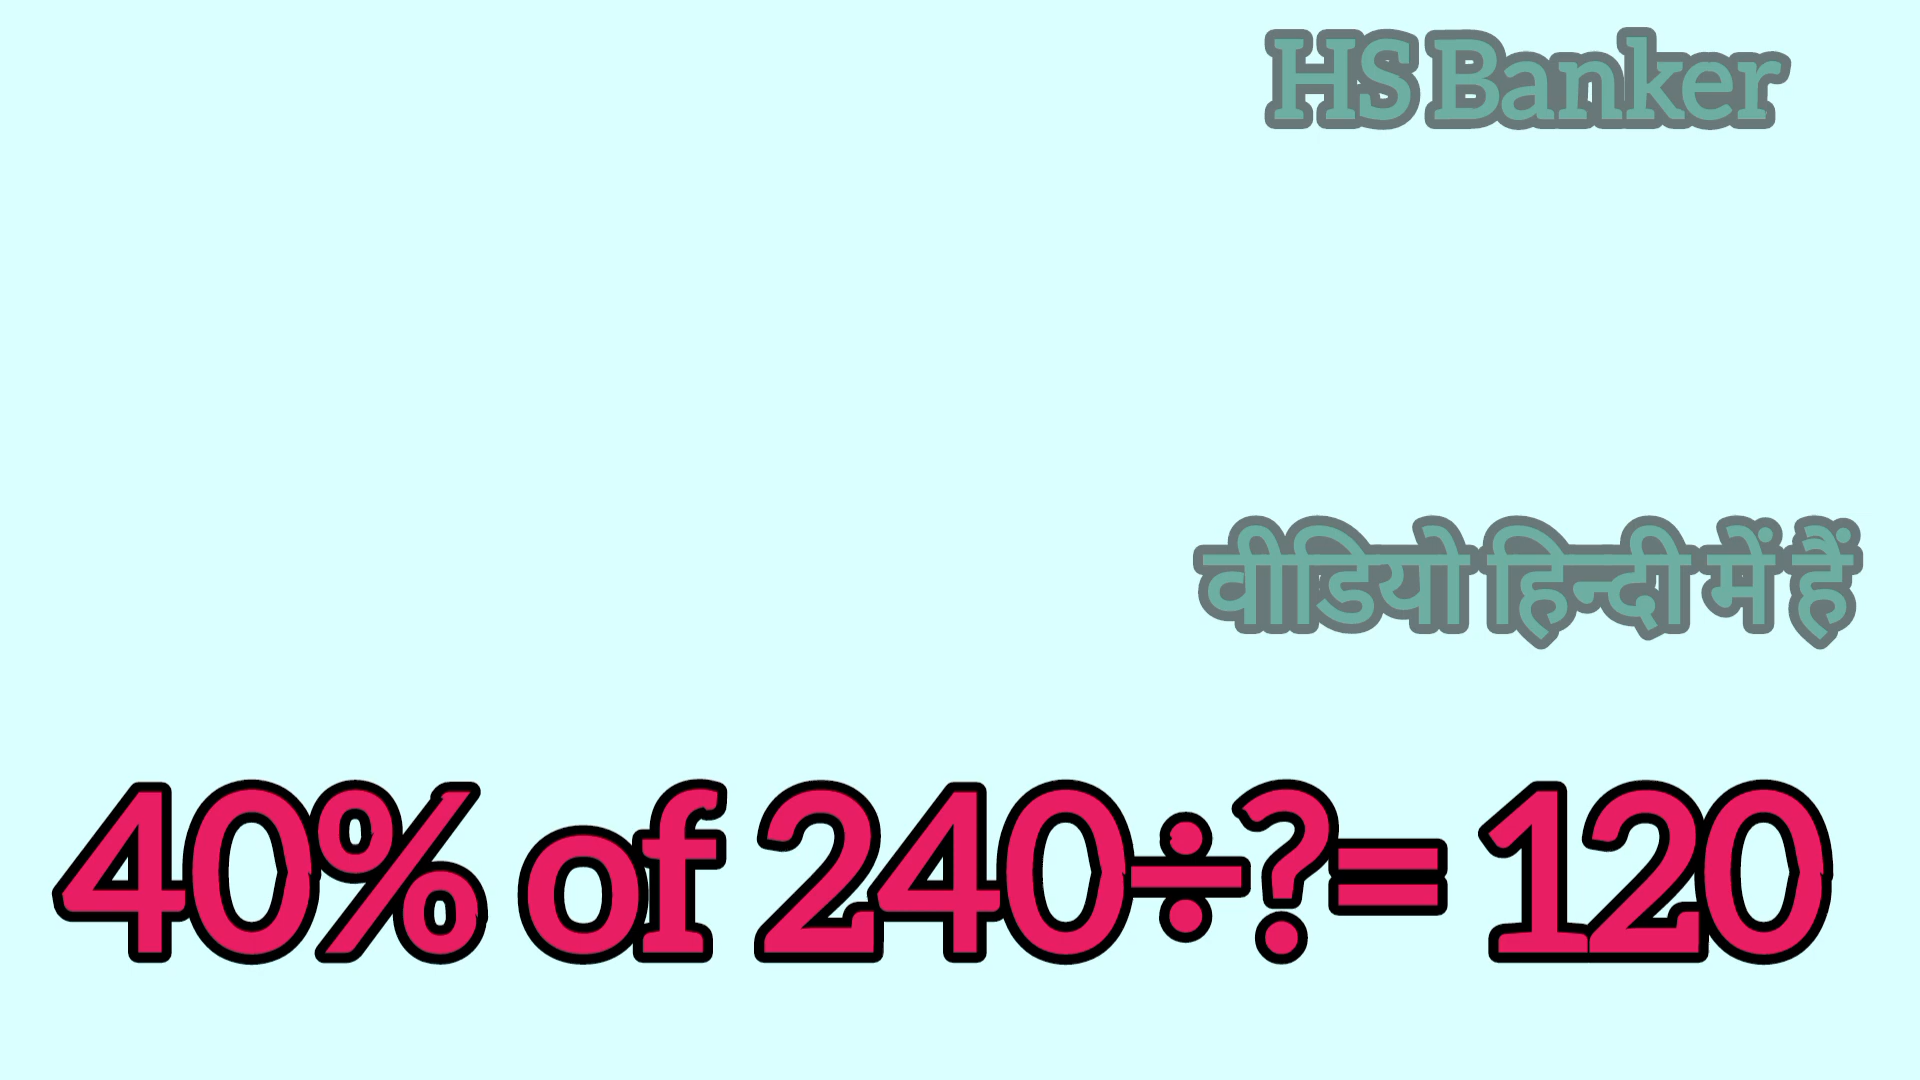 HS Banker
वीडियो हिन्दी में हैं
40% of 240÷?= 120